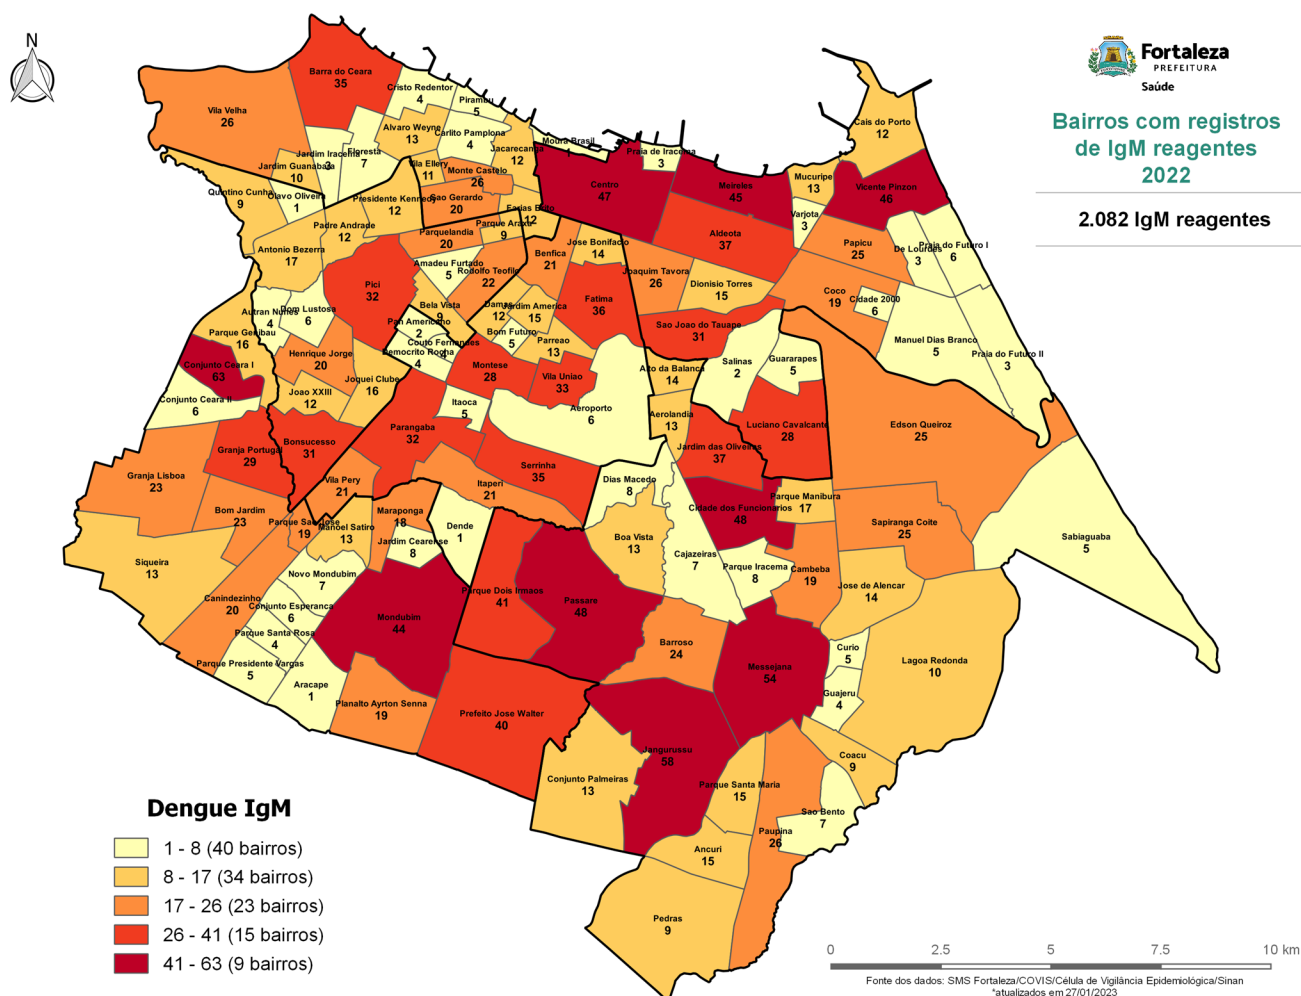 N
Fortaleza
PREFEITURA
Saúde
Bairros com registros
de IgM reagentes
2022
2.082 IgM reagentes
Barra do Ceara
35
Vila Velha
26
Cristo Redentor
4
Pirambu
5
Alvaro Weyne
13
Carlito Pamplona
4
Jacarecanga
12
Moura Brasil
1
Praia de Iracema
3
Cais do Porto
12
Jardim Guanabara
10
Jardim Iracema
3
Floresta
7
Vila Ellery
11
Monte Castelo
26
Centro
47
Meireles
45
Mucuripe
13
Vicente Pinzon
46
Quintino Cunha
9
Olavo Oliveira
1
Presidente Kennedy
12
Sao Gerardo
20
Farias Brito
12
Varjota
3
Padre Andrade
12
Parquelandia
20
Parque Araxa
9
Jose Bonifacio
14
Aldeota
37
Papicu
25
De Lourdes
3
Praia do Futuro I
6
Antonio Bezerra
17
Amadeu Furtado
5
Rodolfo Teofilo
22
Benfica
21
Joaquim Tavora
26
Dionisio Torres
15
Pici
32
Coco
19
Cidade 2000
6
Autran Nunes
4
Dom Lustosa
6
Bela Vista
9
Damas
12
Jardim America
15
Fatima
36
Sao Joao do Tauape
31
Manuel Dias Branco
5
Praia do Futuro II
3
Parque Genibau
16
Pan Americano
2
Couto Fernandes
4
Democrito Rocha
4
Bom Futuro
5
Parreao
13
Henrique Jorge
20
Conjunto Ceara I
63
Joquei Clube
16
Montese
28
Vila Uniao
33
Alto da Balanca
14
Salinas
2
Guararapes
5
Conjunto Ceara II
6
Joao XXIII
12
Itaoca
5
Aeroporto
6
Aerolandia
13
Luciano Cavalcante
28
Edson Queiroz
25
Granja Portugal
29
Bonsucesso
31
Parangaba
32
Jardim das Oliveiras
37
Granja Lisboa
23
Vila Pery
21
Itaperi
21
Serrinha
35
Dias Macedo
8
Parque Manibura
17
Bom Jardim
23
Parque Sao Jose
19
Manoel Satiro
13
Maraponga
18
Jardim Cearense
8
Dende
1
Boa Vista
13
Cajazeiras
7
Cidade dos Funcionarios
48
Sapiranga Coite
25
Sabiaguaba
5
Siqueira
13
Novo Mondubim
7
Parque Iracema
8
Cambeba
19
Jose de Alencar
14
Canindezinho
20
Conjunto Esperanca
6
Parque Santa Rosa
4
Mondubim
44
Parque Dois Irmaos
41
Passare
48
Barroso
24
Messejana
54
Curio
5
Lagoa Redonda
10
Parque Presidente Vargas
5
Aracape
1
Planalto Ayrton Senna
19
Prefeito Jose Walter
40
Guajeru
4
Jangurussu
58
Coacu
9
Conjunto Palmeiras
13
Parque Santa Maria
15
Sao Bento
7
Paupina
26
Ancuri
15
Pedras
9
Dengue IgM
1 - 8 (40 bairros)
8 - 17 (34 bairros)
17 - 26 (23 bairros)
26 - 41 (15 bairros)
41 - 63 (9 bairros)
0 2.5 5 7.5 10 km
Fonte dos dados: SMS Fortaleza/COVIS/Célula de Vigilância Epidemiológica/Sinan
*atualizados em 27/01/2023